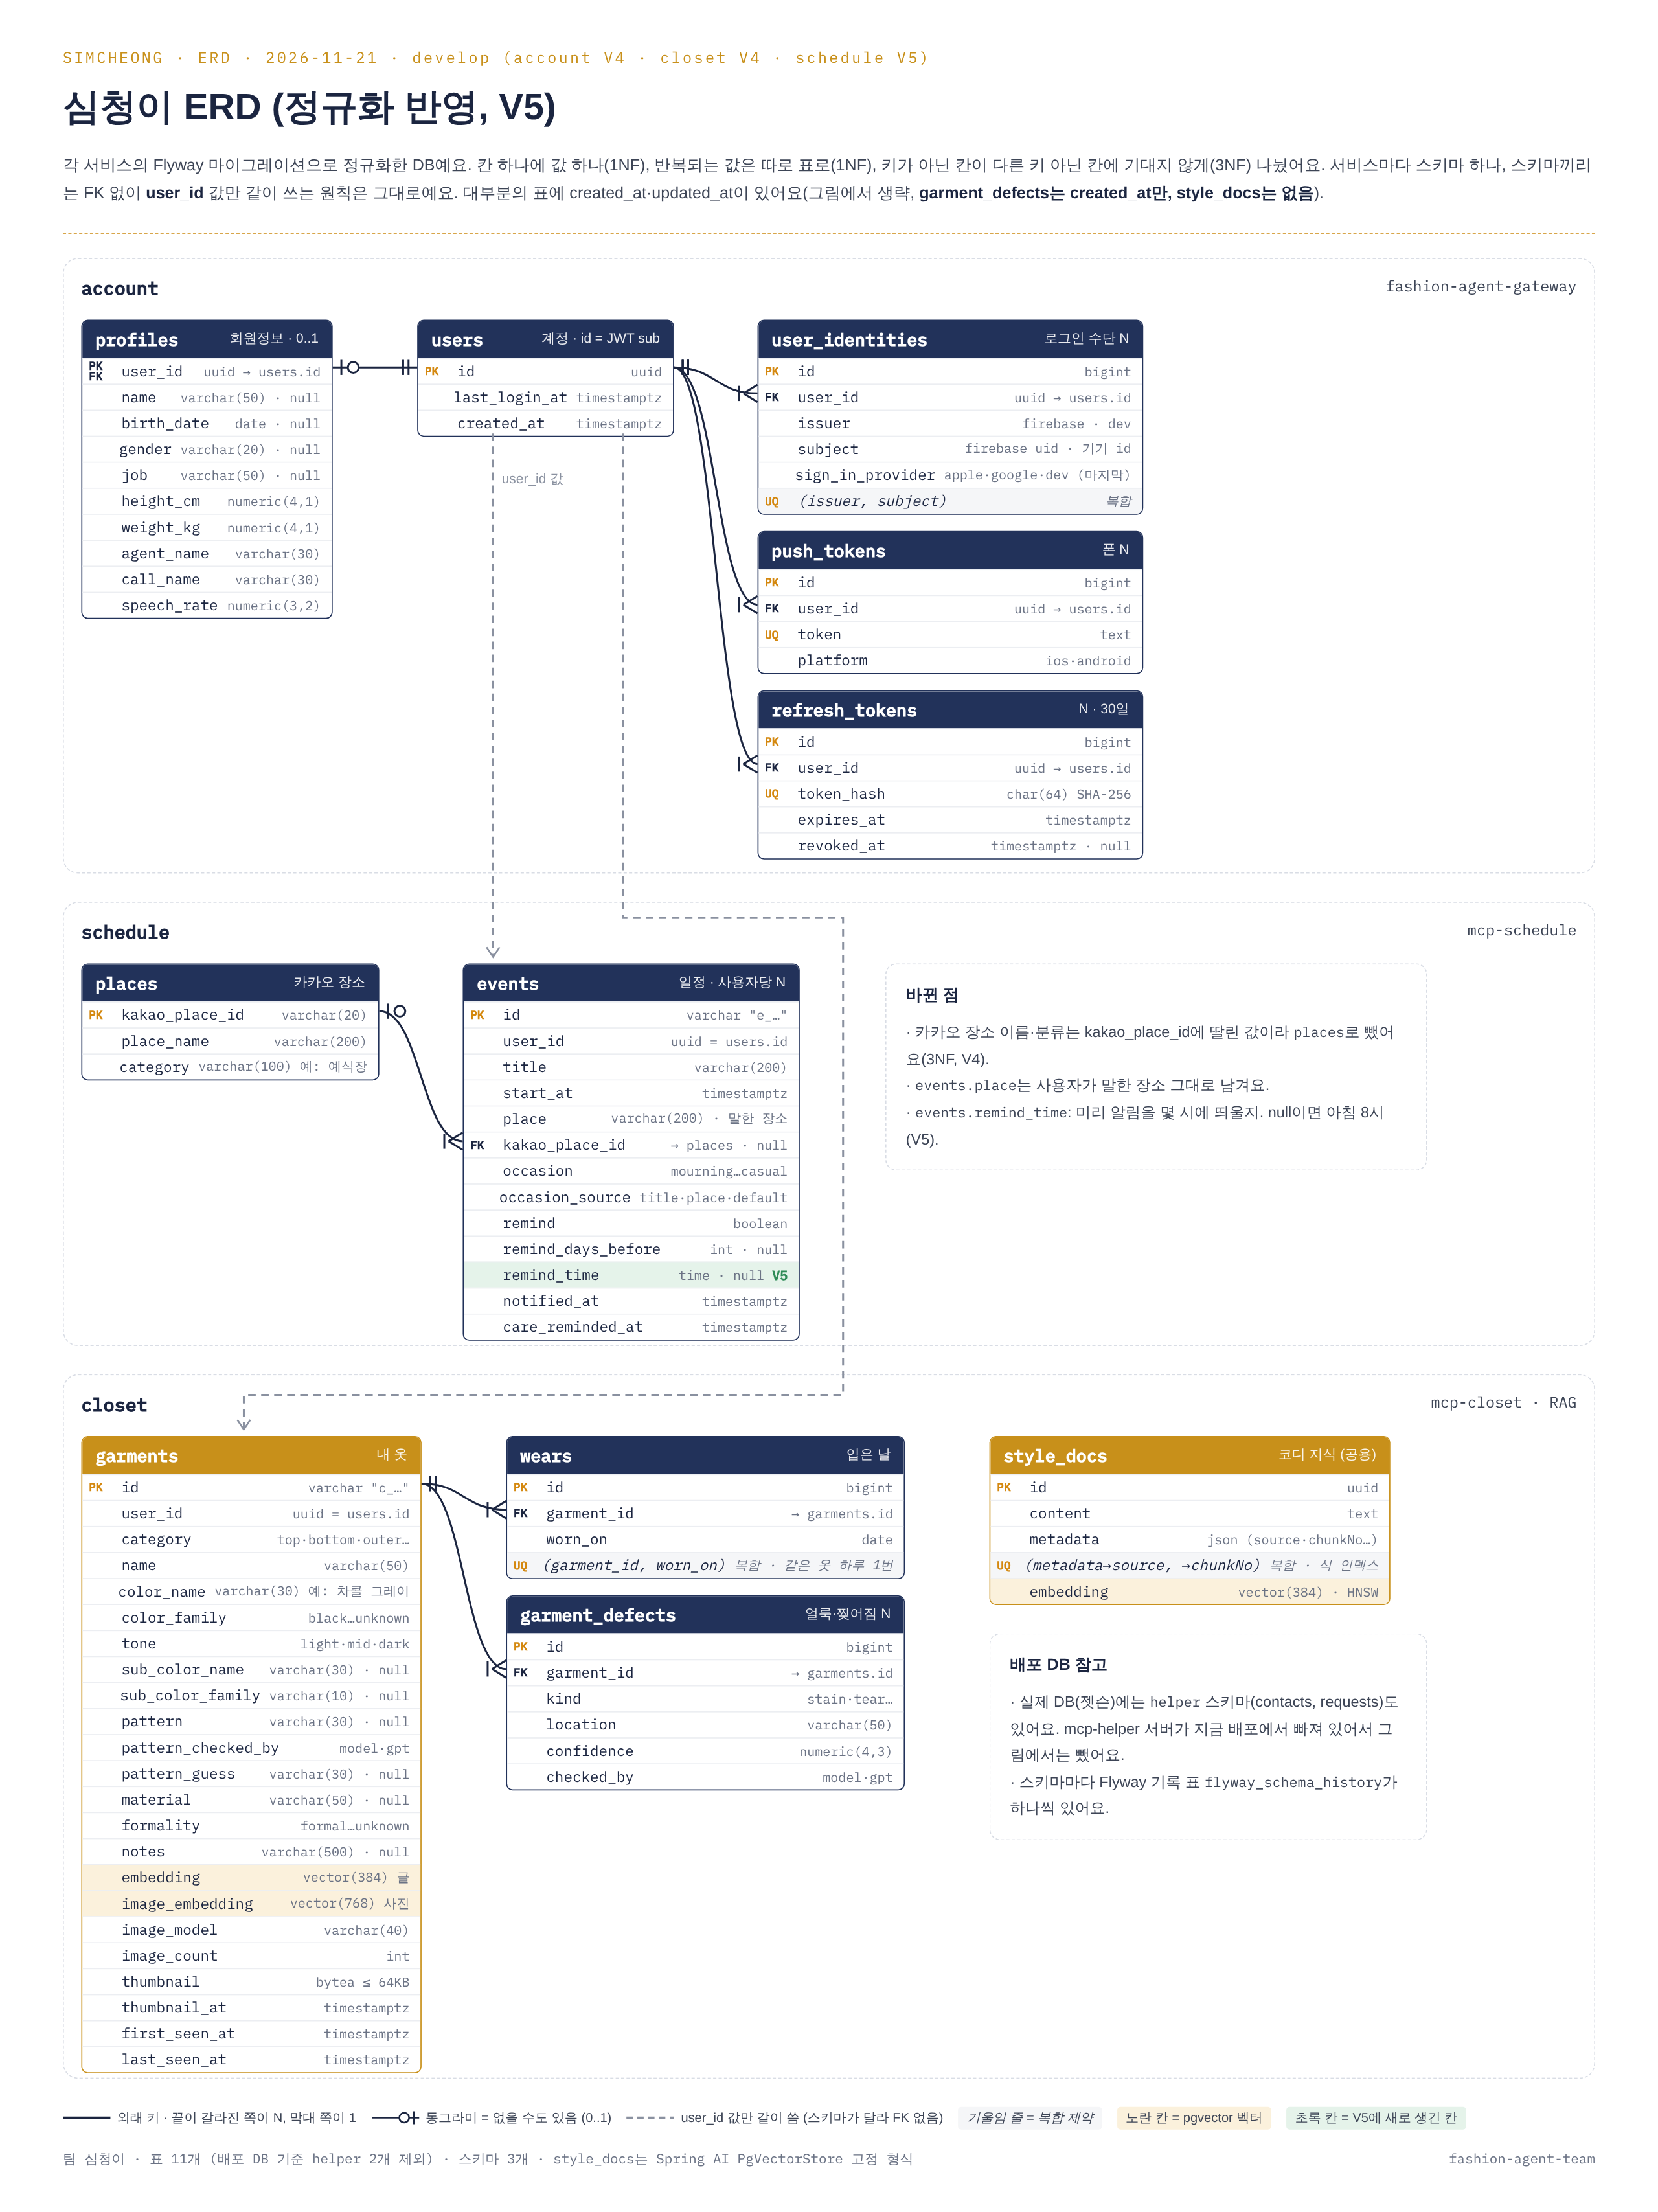 SIMCHEONG · ERD · 2026-11-21 · develop (account V4 · closet V4 · schedule V5)
심청이 ERD (정규화 반영, V5)
각 서비스의 Flyway 마이그레이션으로 정규화한 DB예요. 칸 하나에 값 하나(1NF), 반복되는 값은 따로 표로(1NF), 키가 아닌 칸이 다른 키 아닌 칸에 기대지 않게(3NF) 나눴어요. 서비스마다 스키마 하나, 스키마끼리
는 FK 없이 user_id 값만 같이 쓰는 원칙은 그대로예요. 대부분의 표에 created_at·updated_at이 있어요(그림에서 생략, garment_defects는 created_at만, style_docs는 없음).
account
fashion-agent-gateway
profiles 회원정보 · 0..1
PK FK user_id uuid → users.id
name varchar(50) · null
birth_date date · null
gender varchar(20) · null
job varchar(50) · null
height_cm numeric(4,1)
weight_kg numeric(4,1)
agent_name varchar(30)
call_name varchar(30)
speech_rate numeric(3,2)
users 계정 · id = JWT sub
PK id uuid
last_login_at timestamptz
created_at timestamptz
user_id 값
user_identities 로그인 수단 N
PK id bigint
FK user_id uuid → users.id
issuer firebase · dev
subject firebase uid · 기기 id
sign_in_provider apple·google·dev (마지막)
UQ (issuer, subject) 복합
push_tokens 폰 N
PK id bigint
FK user_id uuid → users.id
UQ token text
platform ios·android
refresh_tokens N · 30일
PK id bigint
FK user_id uuid → users.id
UQ token_hash char(64) SHA-256
expires_at timestamptz
revoked_at timestamptz · null
schedule
mcp-schedule
places 카카오 장소
PK kakao_place_id varchar(20)
place_name varchar(200)
category varchar(100) 예: 예식장
events 일정 · 사용자당 N
PK id varchar "e_…"
user_id uuid = users.id
title varchar(200)
start_at timestamptz
place varchar(200) · 말한 장소
FK kakao_place_id → places · null
occasion mourning…casual
occasion_source title·place·default
remind boolean
remind_days_before int · null
remind_time time · null V5
notified_at timestamptz
care_reminded_at timestamptz
바뀐 점
· 카카오 장소 이름·분류는 kakao_place_id에 딸린 값이라 places로 뺐어
요(3NF, V4).
· events.place는 사용자가 말한 장소 그대로 남겨요.
· events.remind_time: 미리 알림을 몇 시에 띄울지. null이면 아침 8시
(V5).
closet
mcp-closet · RAG
garments 내 옷
PK id varchar "c_…"
user_id uuid = users.id
category top·bottom·outer…
name varchar(50)
color_name varchar(30) 예: 차콜 그레이
color_family black…unknown
tone light·mid·dark
sub_color_name varchar(30) · null
sub_color_family varchar(10) · null
pattern varchar(30) · null
pattern_checked_by model·gpt
pattern_guess varchar(30) · null
material varchar(50) · null
formality formal…unknown
notes varchar(500) · null
embedding vector(384) 글
image_embedding vector(768) 사진
image_model varchar(40)
image_count int
thumbnail bytea ≤ 64KB
thumbnail_at timestamptz
first_seen_at timestamptz
last_seen_at timestamptz
wears 입은 날
PK id bigint
FK garment_id → garments.id
worn_on date
UQ (garment_id, worn_on) 복합 · 같은 옷 하루 1번
garment_defects 얼룩·찢어짐 N
PK id bigint
FK garment_id → garments.id
kind stain·tear…
location varchar(50)
confidence numeric(4,3)
checked_by model·gpt
style_docs 코디 지식 (공용)
PK id uuid
content text
metadata json (source·chunkNo…)
UQ (metadata→source, →chunkNo) 복합 · 식 인덱스
embedding vector(384) · HNSW
배포 DB 참고
· 실제 DB(젯슨)에는 helper 스키마(contacts, requests)도
있어요. mcp-helper 서버가 지금 배포에서 빠져 있어서 그
림에서는 뺐어요.
· 스키마마다 Flyway 기록 표 flyway_schema_history가
하나씩 있어요.
외래 키 · 끝이 갈라진 쪽이 N, 막대 쪽이 1
동그라미 = 없을 수도 있음 (0..1)
user_id 값만 같이 씀 (스키마가 달라 FK 없음)
기울임 줄 = 복합 제약
노란 칸 = pgvector 벡터
초록 칸 = V5에 새로 생긴 칸
팀 심청이 · 표 11개 (배포 DB 기준 helper 2개 제외) · 스키마 3개 · style_docs는 Spring AI PgVectorStore 고정 형식
fashion-agent-team